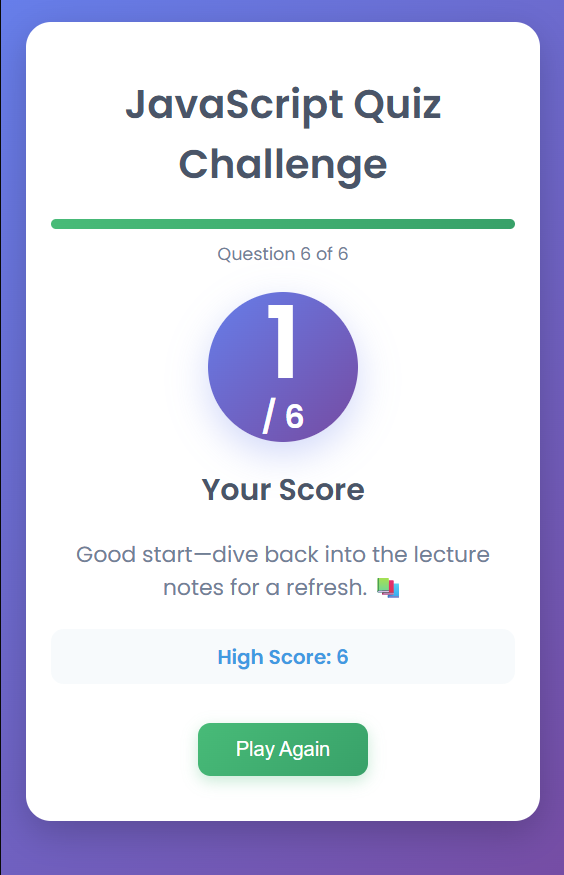 JavaScript Quiz
Challenge
Question 6 of 6
1
/ 6
Your Score
Good start—dive back into the lecture
notes for a refresh. 📚
High Score: 6
Play Again